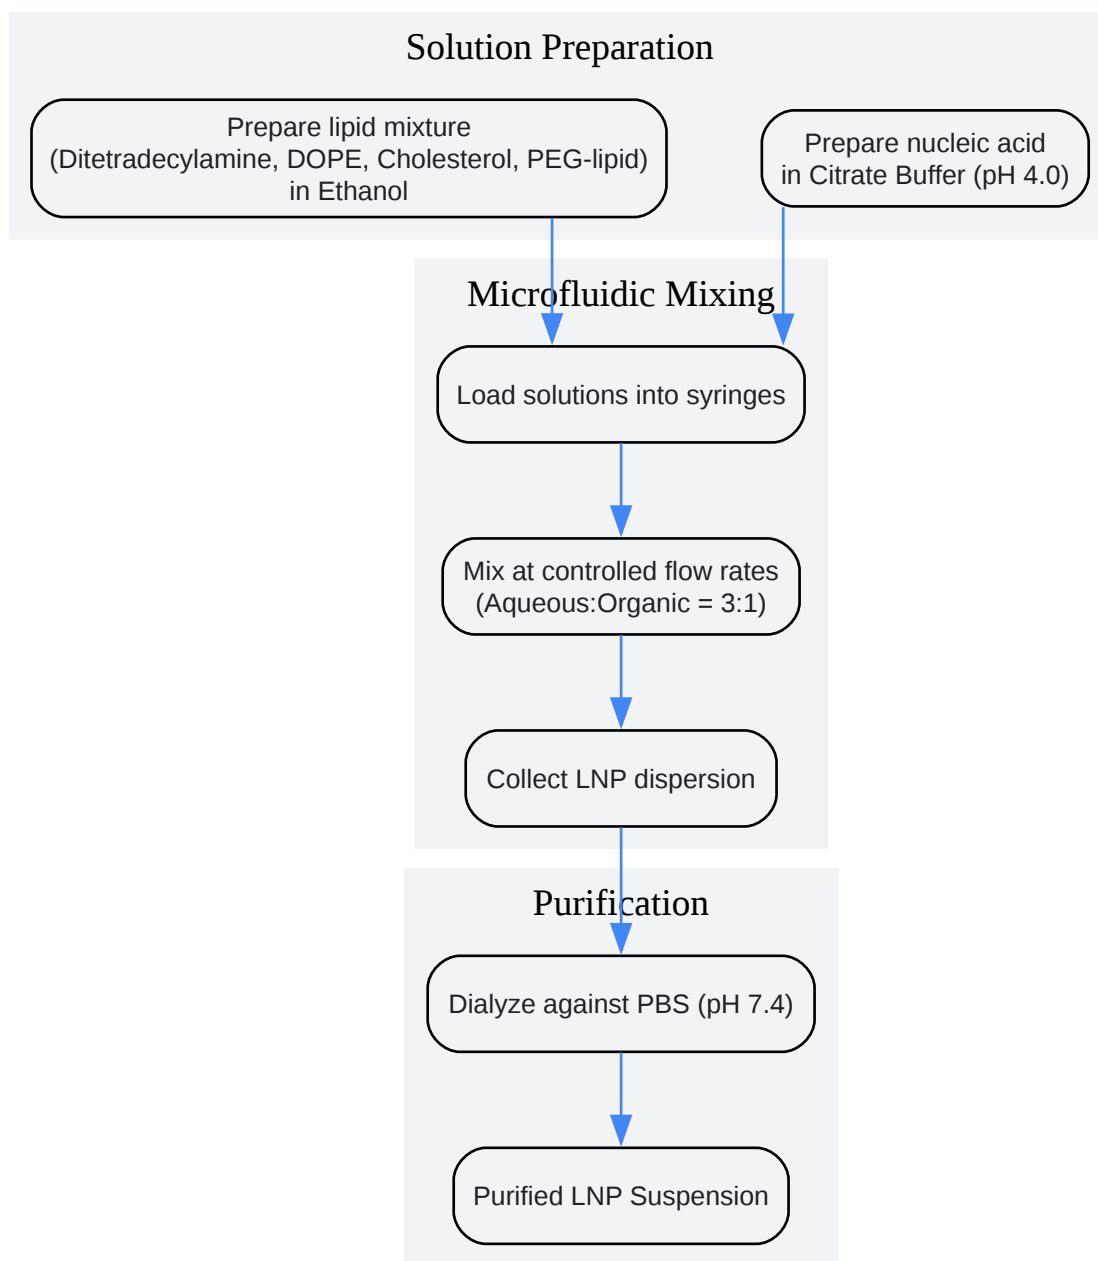 Solution Preparation
Prepare lipid mixture
(Ditetradecylamine, DOPE, Cholesterol, PEG-lipid)
in Ethanol
Prepare nucleic acid
in Citrate Buffer (pH 4.0)
Microfluidic Mixing
Load solutions into syringes
Mix at controlled flow rates
(Aqueous:Organic = 3:1)
Collect LNP dispersion
Purification
Dialyze against PBS (pH 7.4)
Purified LNP Suspension